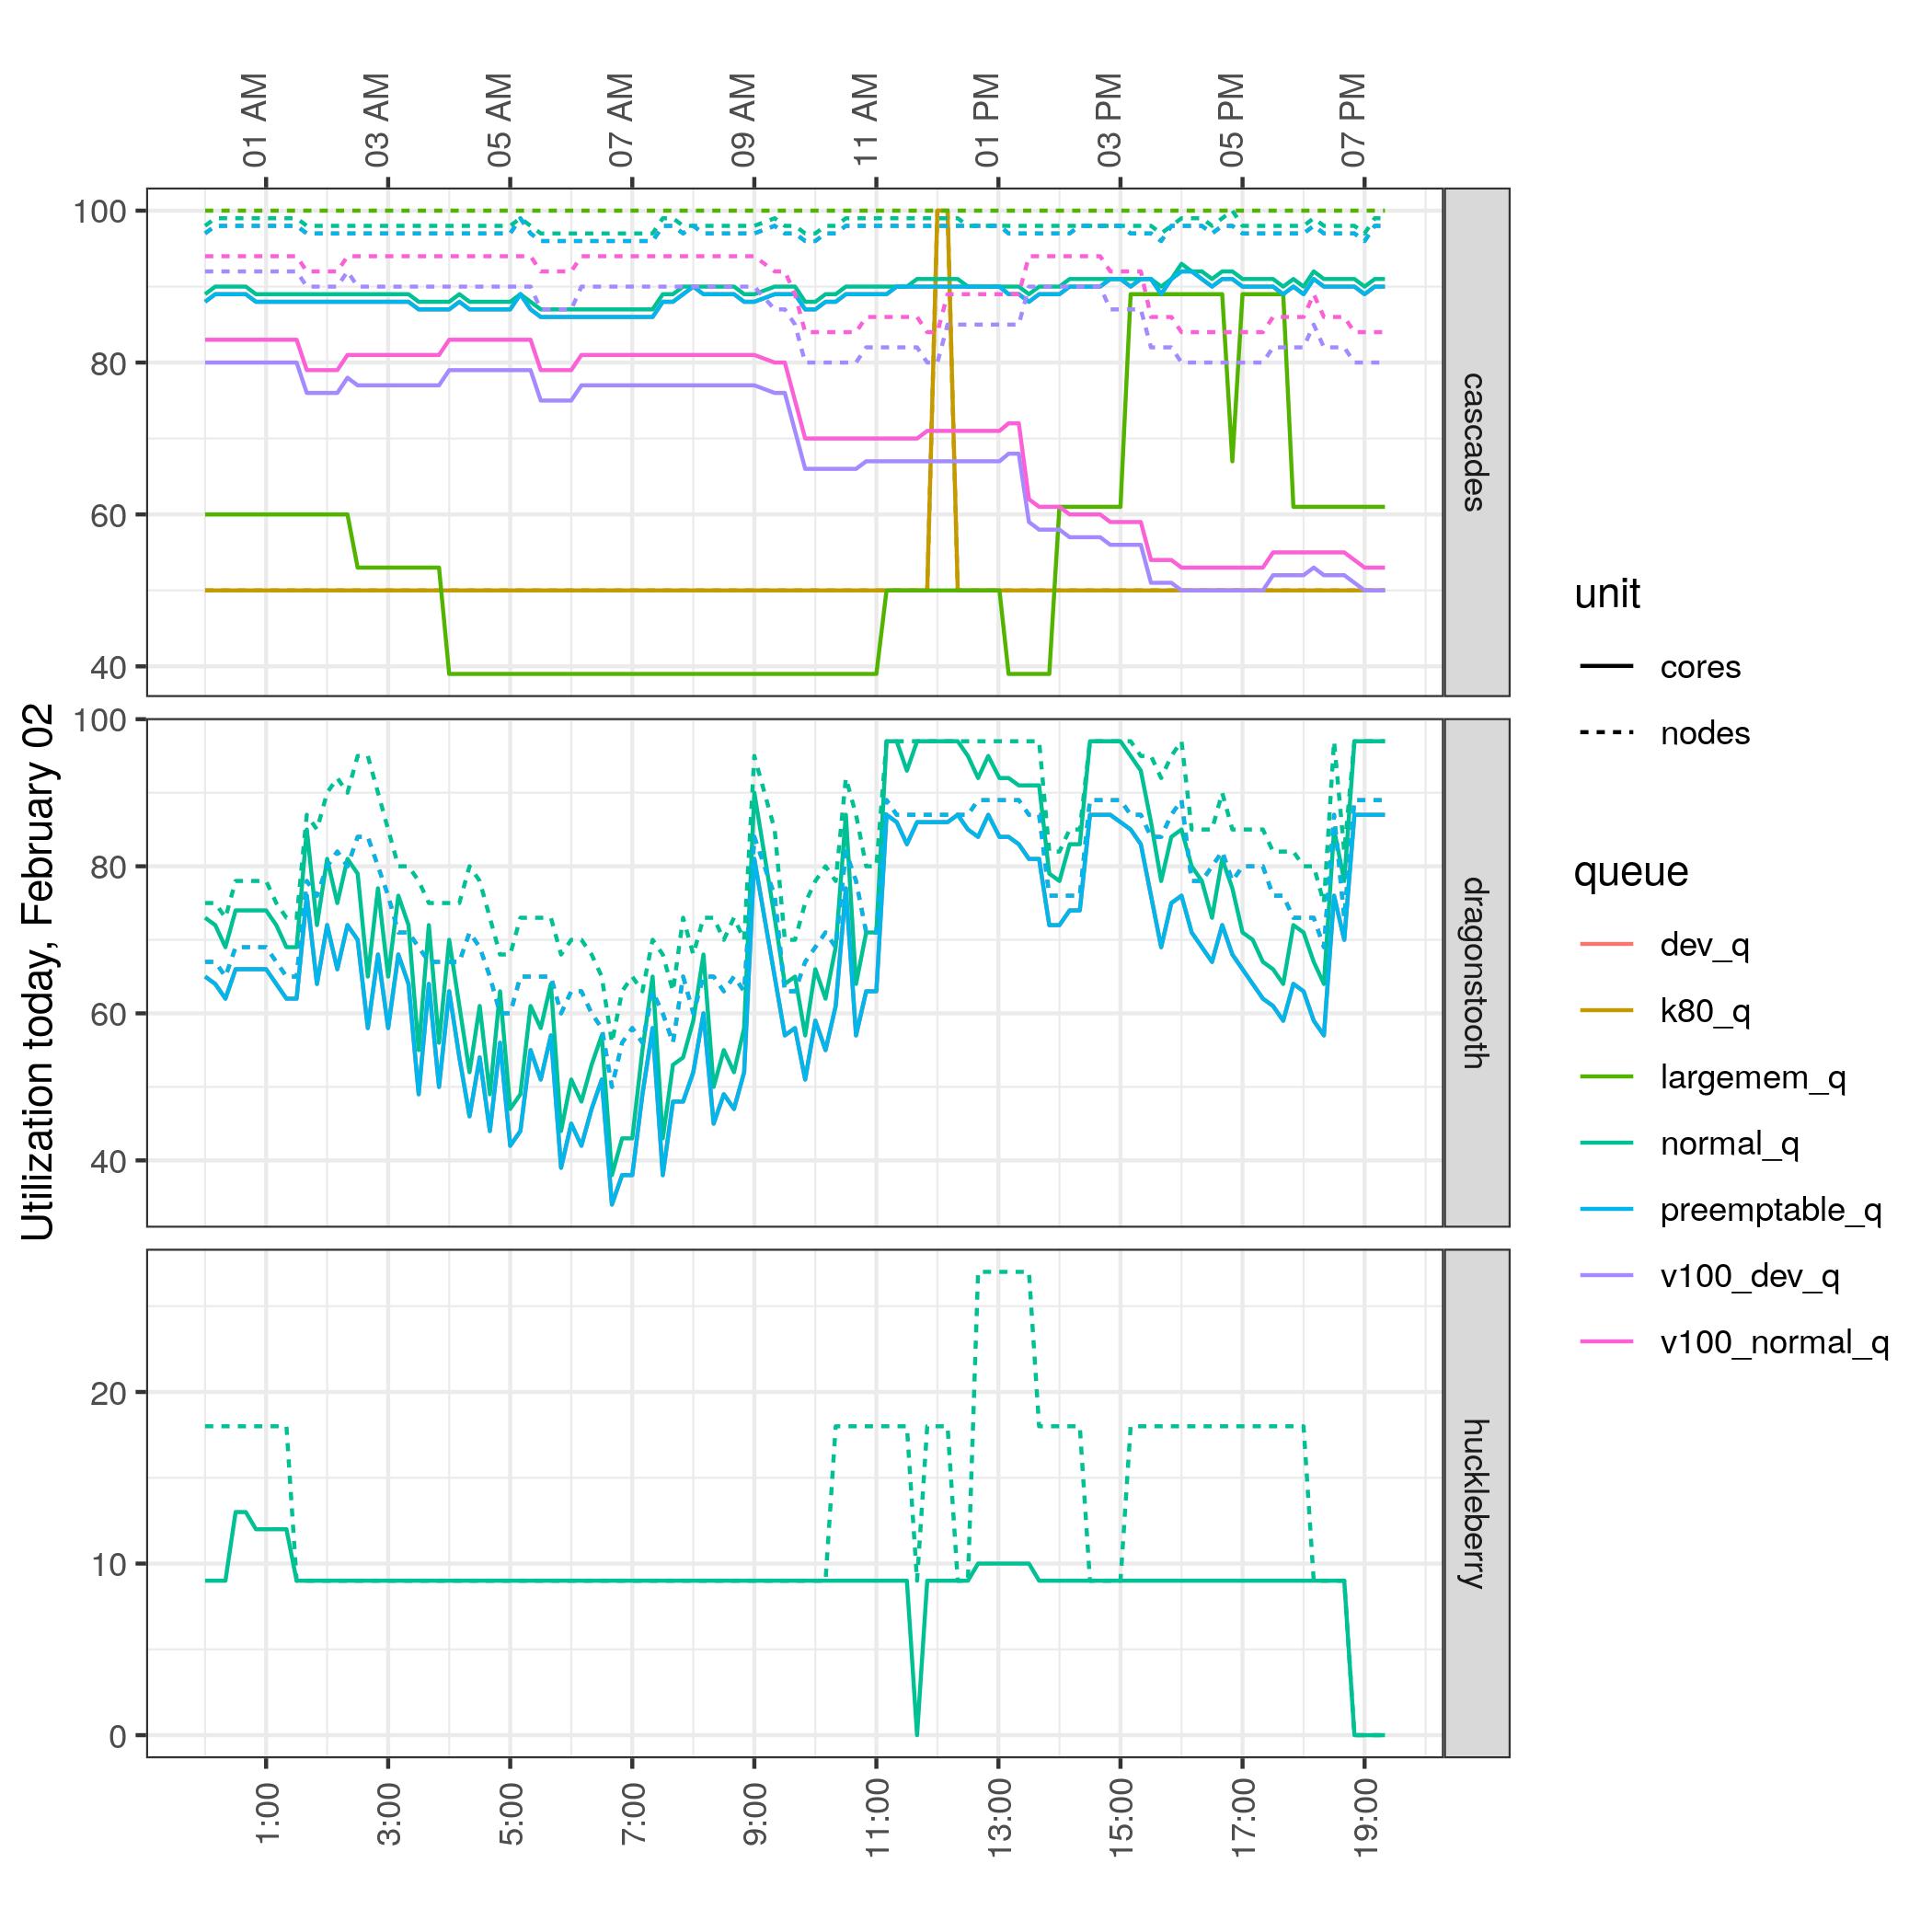 01 AM
03 AM
05 AM
07 AM
09 AM
11 AM
01 PM
03 PM
05 PM
07 PM
Utilization today, February 02
100
80
60
40
cascades
100
80
60
40
dragonstooth
20
10
0
huckleberry
1:00
3:00
5:00
7:00
9:00
11:00
13:00
15:00
17:00
19:00
unit
cores
nodes
queue
dev_q
k80_q
largemem_q
normal_q
preemptable_q
v100_dev_q
v100_normal_q